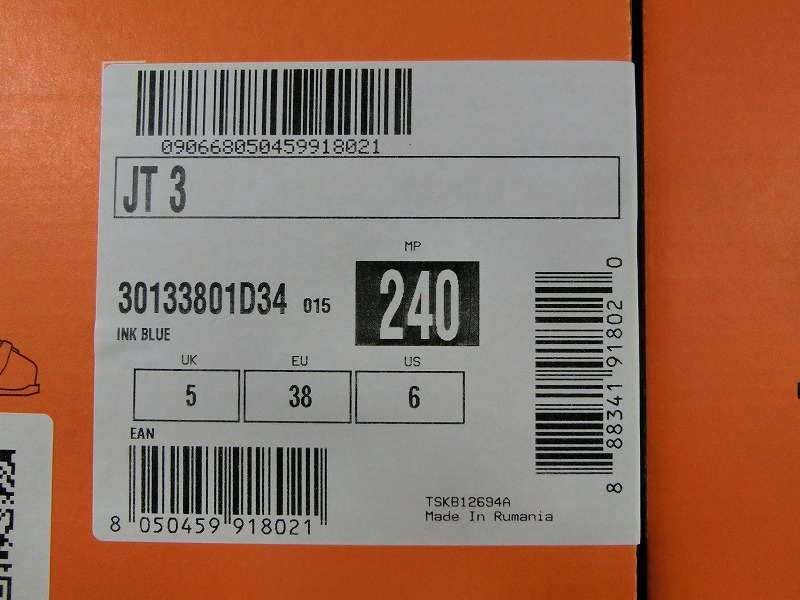 090668050459918021
JT 3
MP
30133801D34 015
240
INK BLUE
UK EU US
5 38 6
EAN
8 050459 918021
TSKB12694A
Made In Rumania
8 88341 91802 0